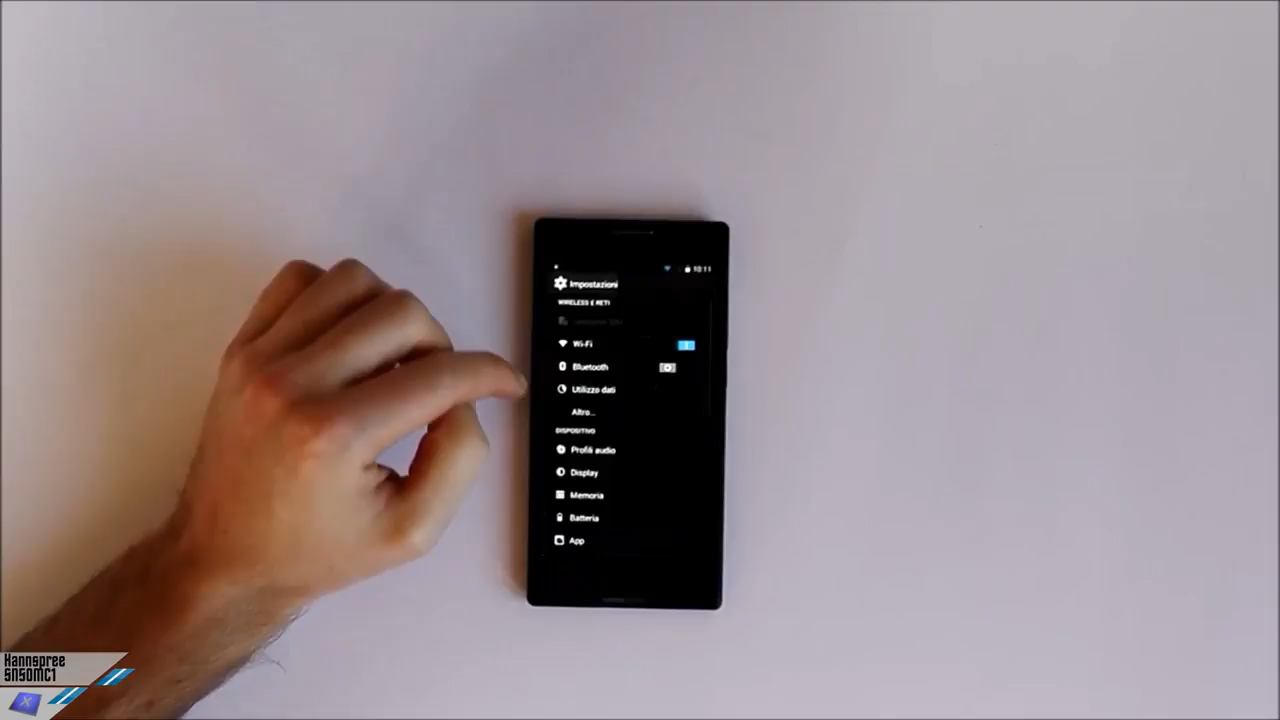 10:11
Impostazioni
WIRELESS E RETI
Wi-Fi
Bluetooth
Utilizzo dati
Altro...
DISPOSITIVO
Profili audio
Display
Memoria
Batteria
App
Hannspree
SN50MC1
X